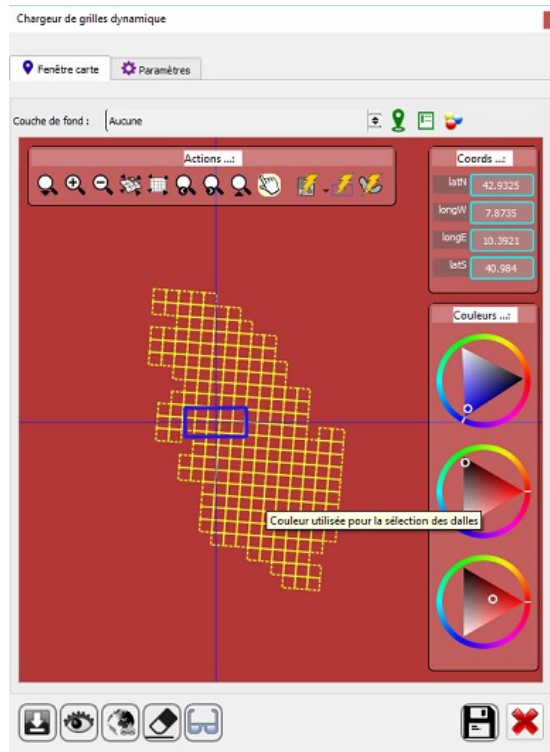 Chargeur de grilles dynamique
Fenêtre carte
Paramètres
Couche de fond :
Aucune
Actions ...:
Coords ...:
latN 42.9325
longW 7.8735
longE 10.3921
latS 40.984
Couleurs ...:
Couleur utilisée pour la sélection des dalles